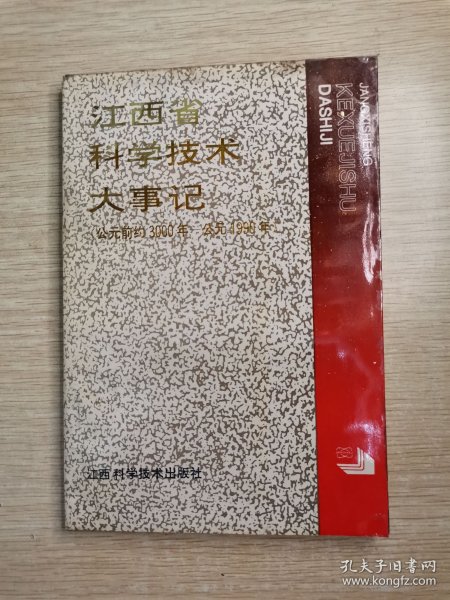 江西省
科学技术
大事记
公元前约3000年—公元1990年
江西科学技术出版社
JIANGXISHENG
KEXUEJISHU
DASHIJI
孔夫子旧书网
www.kongfz.com